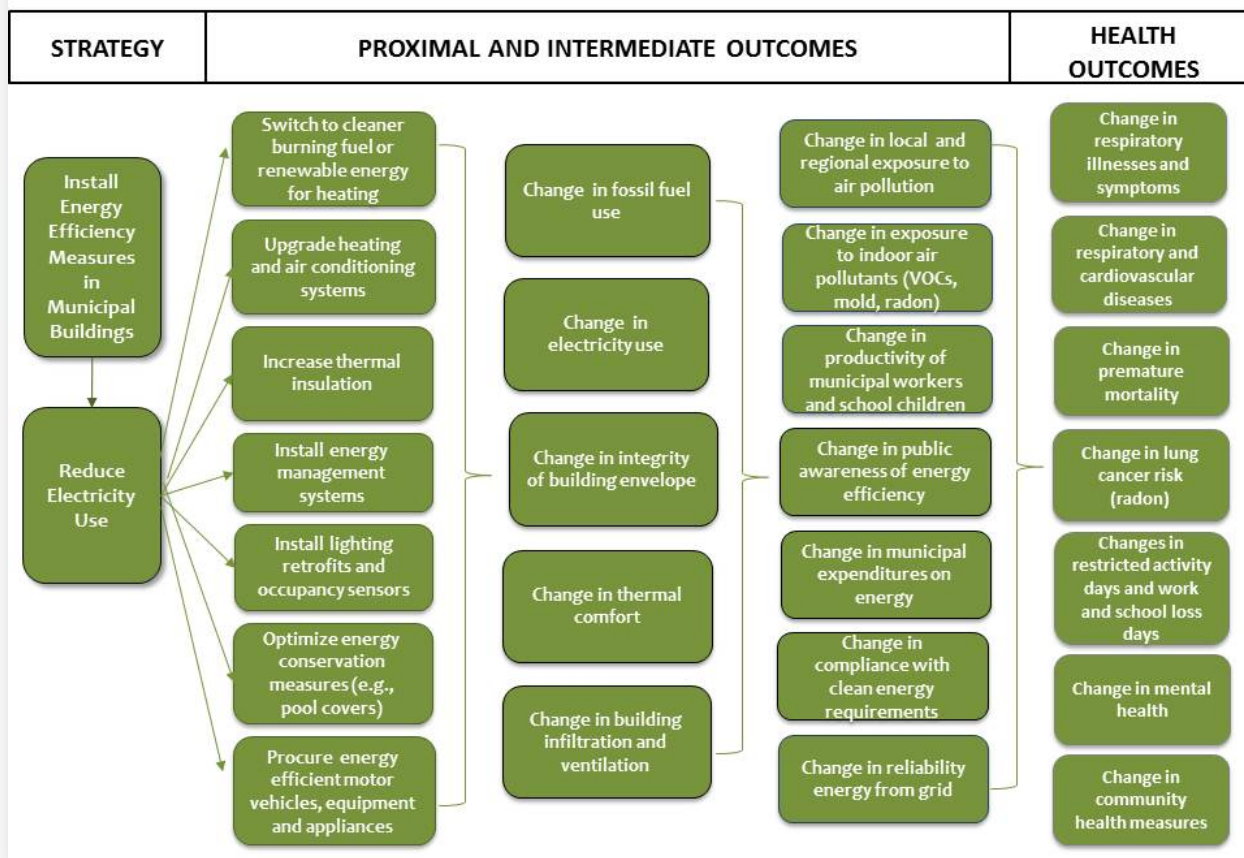 STRATEGY
PROXIMAL AND INTERMEDIATE OUTCOMES
HEALTH
OUTCOMES
Install
Energy
Efficiency
Measures
in
Municipal
Buildings
Reduce
Electricity
Use
Switch to cleaner
burning fuel or
renewable energy
for heating
Upgrade heating
and air conditioning
systems
Increase thermal
insulation
Install energy
management
systems
Install lighting
retrofits and
occupancy sensors
Optimize energy
conservation
measures (e.g.,
pool covers)
Procure energy
efficient motor
vehicles, equipment
and appliances
Change in fossil fuel
use
Change in
electricity use
Change in integrity
of building envelope
Change in thermal
comfort
Change in building
infiltration and
ventilation
Change in local and
regional exposure to
air pollution
Change in exposure
to indoor air
pollutants (VOCs,
mold, radon)
Change in
productivity of
municipal workers
and school children
Change in public
awareness of energy
efficiency
Change in municipal
expenditures on
energy
Change in
compliance with
clean energy
requirements
Change in reliability
energy from grid
Change in
respiratory
illnesses and
symptoms
Change in
respiratory and
cardiovascular
diseases
Change in
premature
mortality
Change in lung
cancer risk
(radon)
Changes in
restricted activity
days and work
and school loss
days
Change in mental
health
Change in
community
health measures